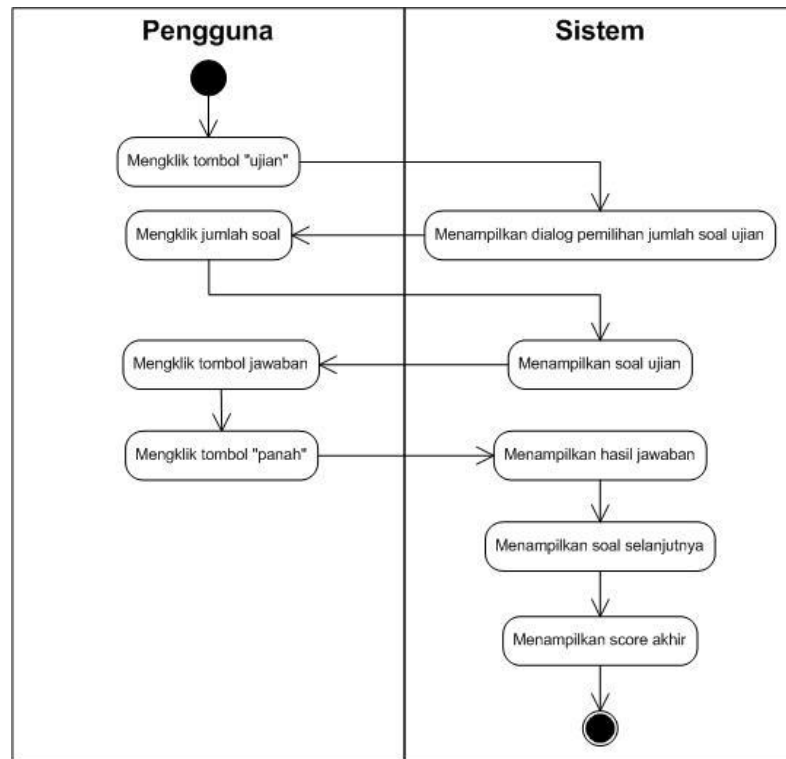 Pengguna
Sistem
Mengklik tombol "ujian"
Menampilkan dialog pemilihan jumlah soal ujian
Mengklik jumlah soal
Menampilkan soal ujian
Mengklik tombol jawaban
Mengklik tombol "panah"
Menampilkan hasil jawaban
Menampilkan soal selanjutnya
Menampilkan score akhir